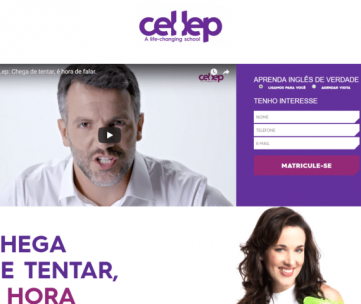 cellep
A life-changing school
ep: Chega de tentar, é hora de falar.
cellep
APRENDA INGLÊS DE VERDADE
LIGAMOS PARA VOCÊ
AGENDAR VISITA
TENHO INTERESSE
NOME
TELEFONE
E-MAIL
MATRICULE-SE
HEGA
E TENTAR,
HORA